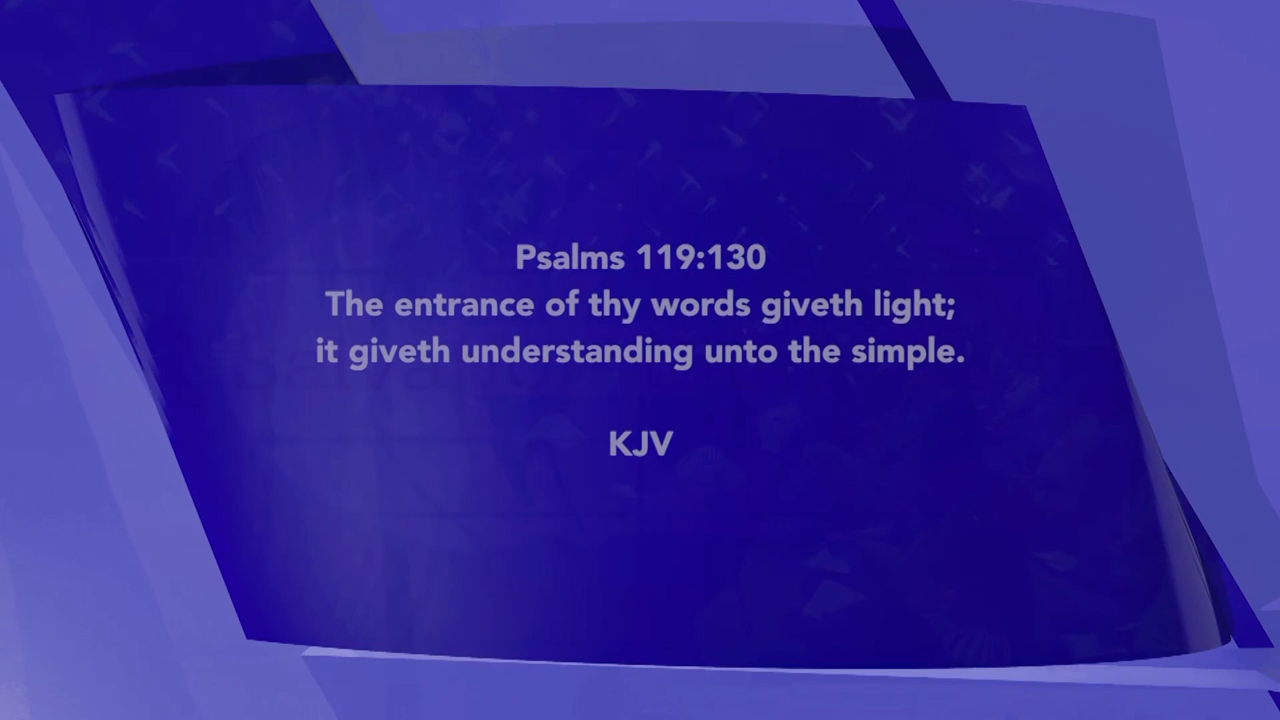 Psalms 119:130
The entrance of thy words giveth light;
it giveth understanding unto the simple.
KJV